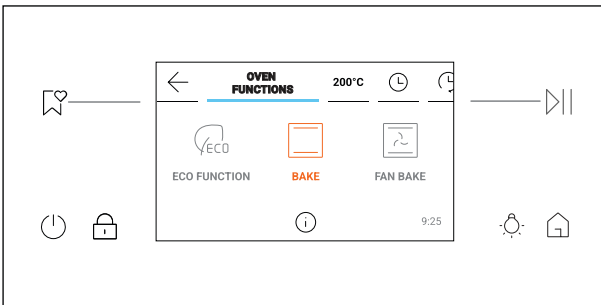 OVEN
FUNCTIONS
200°C
ECO
ECO FUNCTION
BAKE
FAN BAKE
i
9:25